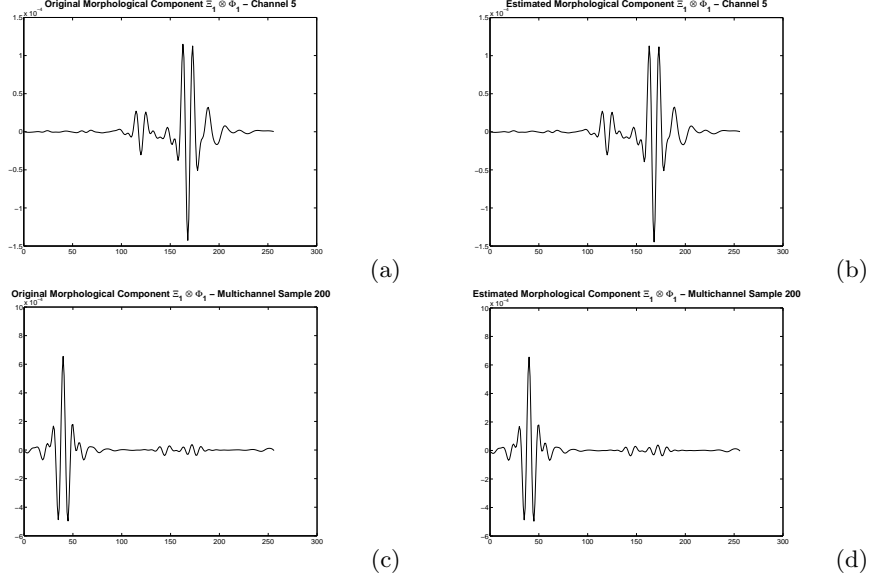 Original Morphological Component Ξ₁ ⊗ Φ₁ − Channel 5
x 10⁻⁴
1.5
1
0.5
0
−0.5
−1
−1.5
0 50 100 150 200 250 300
(a)
Estimated Morphological Component Ξ₁ ⊗ Φ₁ − Channel 5
x 10⁻⁴
1.5
1
0.5
0
−0.5
−1
−1.5
0 50 100 150 200 250 300
(b)
Original Morphological Component Ξ₁ ⊗ Φ₁ − Multichannel Sample 200
x 10⁻⁴
10
8
6
4
2
0
−2
−4
−6
0 50 100 150 200 250 300
(c)
Estimated Morphological Component Ξ₁ ⊗ Φ₁ − Multichannel Sample 200
x 10⁻⁴
10
8
6
4
2
0
−2
−4
−6
0 50 100 150 200 250 300
(d)